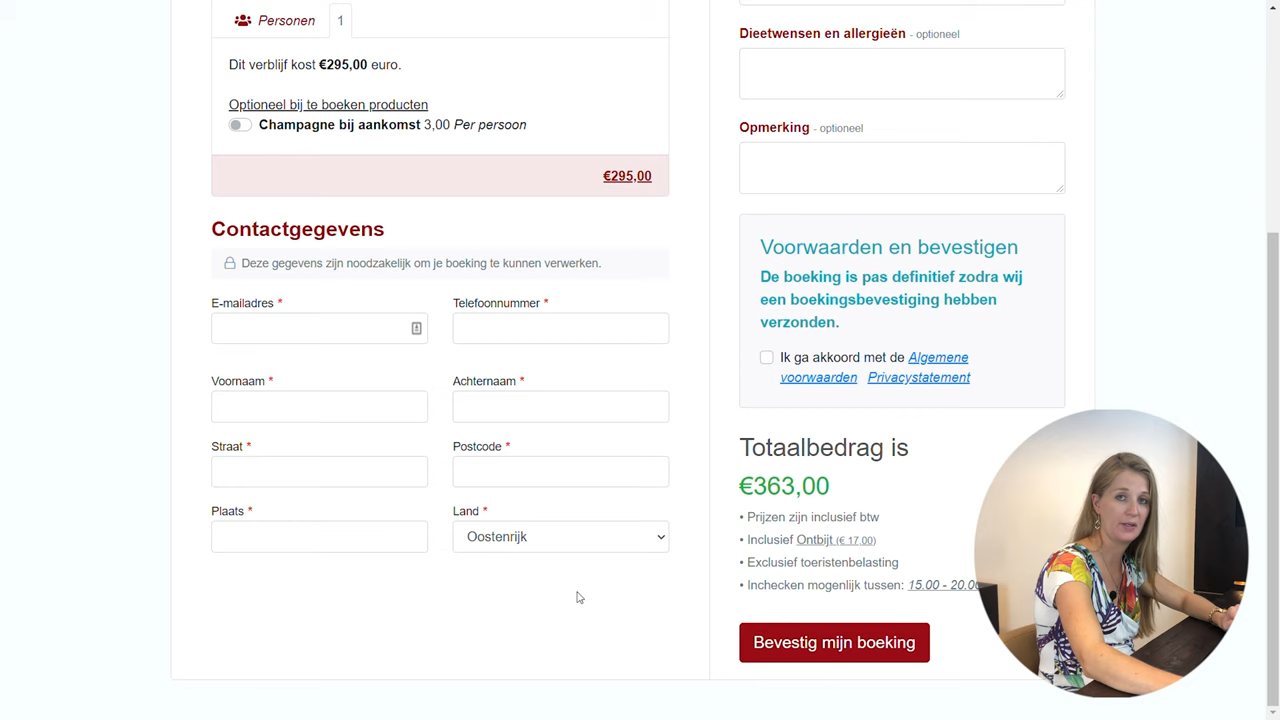 Personen 1
Dit verblijf kost €295,00 euro.
Optioneel bij te boeken producten
Champagne bij aankomst 3,00 Per persoon
€295,00
Contactgegevens
Deze gegevens zijn noodzakelijk om je boeking te kunnen verwerken.
E-mailadres * Telefoonnummer *
Voornaam * Achternaam *
Straat * Postcode *
Plaats * Land *
Oostenrijk
Dieetwensen en allergieën - optioneel
Opmerking - optioneel
Voorwaarden en bevestigen
De boeking is pas definitief zodra wij
een boekingsbevestiging hebben
verzonden.
Ik ga akkoord met de Algemene
voorwaarden Privacystatement
Totaalbedrag is
€363,00
• Prijzen zijn inclusief btw
• Inclusief Ontbijt (€ 17,00)
• Exclusief toeristenbelasting
• Inchecken mogelijk tussen: 15.00 - 20.00
Bevestig mijn boeking